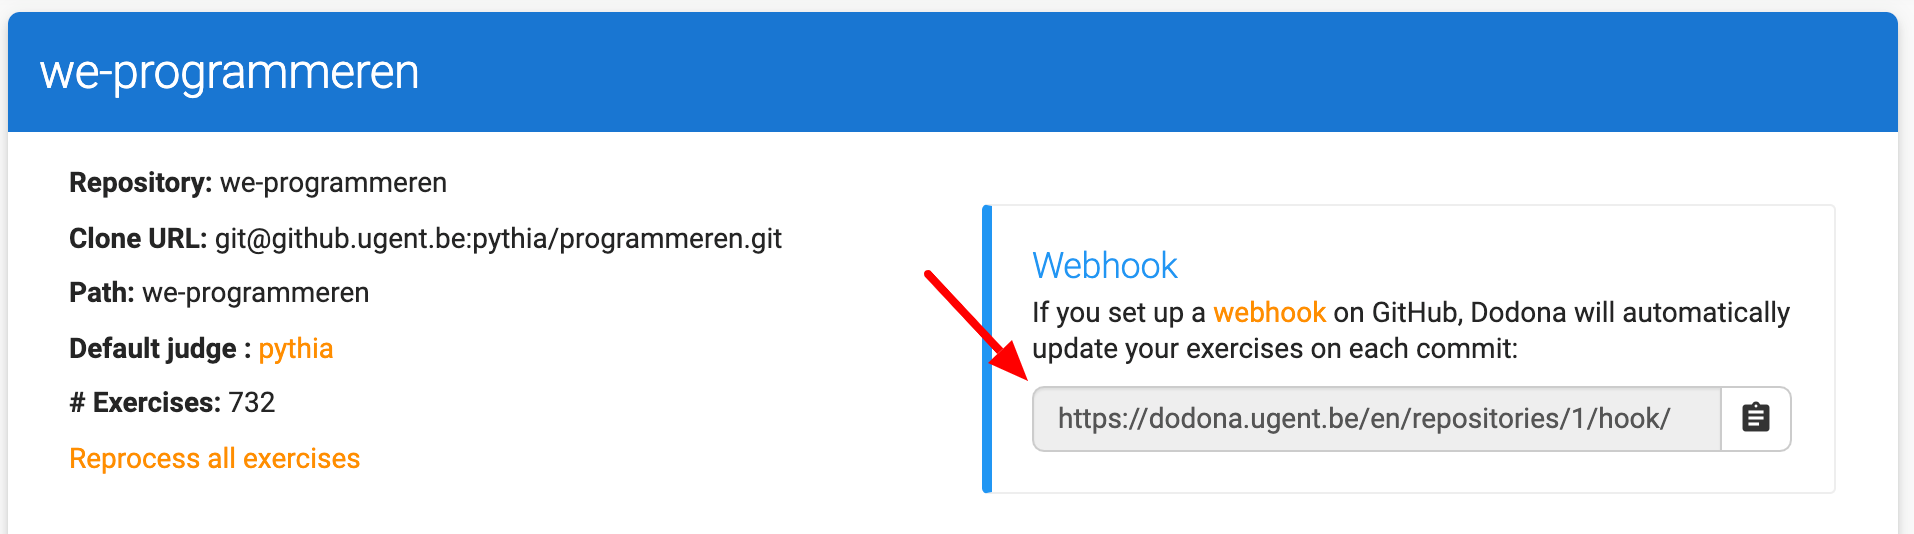 we-programmeren
Repository: we-programmeren
Clone URL: git@github.ugent.be:pythia/programmeren.git
Path: we-programmeren
Default judge : pythia
# Exercises: 732
Reprocess all exercises
Webhook
If you set up a webhook on GitHub, Dodona will automatically
update your exercises on each commit:
https://dodona.ugent.be/en/repositories/1/hook/